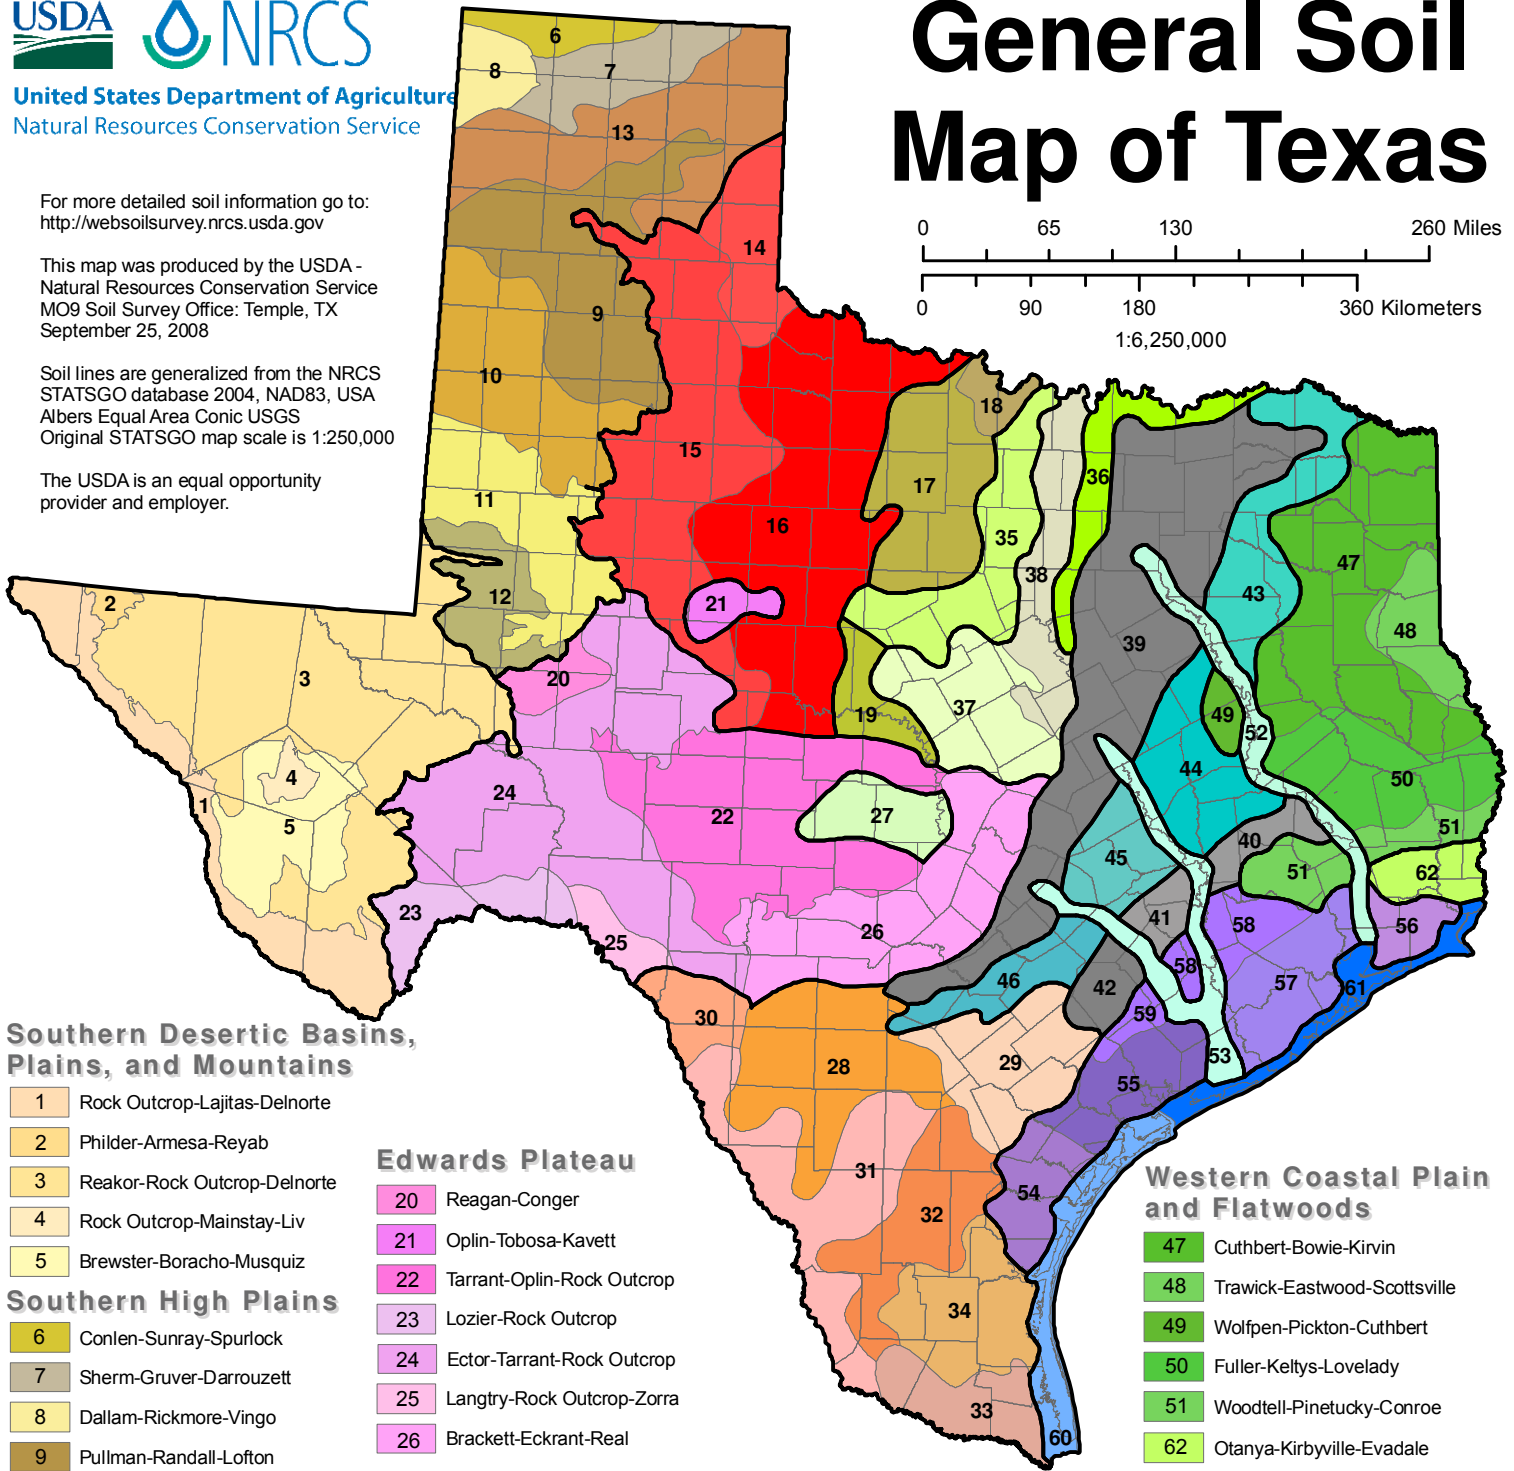 USDA
NRCS
United States Department of Agriculture
Natural Resources Conservation Service
General Soil
Map of Texas
For more detailed soil information go to:
http://websoilsurvey.nrcs.usda.gov
This map was produced by the USDA -
Natural Resources Conservation Service
MO9 Soil Survey Office: Temple, TX
September 25, 2008
Soil lines are generalized from the NRCS
STATSGO database 2004, NAD83, USA
Albers Equal Area Conic USGS
Original STATSGO map scale is 1:250,000
The USDA is an equal opportunity
provider and employer.
0 65 130 260 Miles
0 90 180 360 Kilometers
1:6,250,000
6
8
7
13
14
9
10
18
15
17
36
11
16
35
47
38
12
43
2
21
48
39
20
3
37
19
49
52
44
4
50
24
1
22
27
5
51
40
45
62
51
23
41
58
56
26
25
58
46
42
57
61
30
59
53
29
28
55
31
54
32
34
33
60
Southern Desertic Basins,
Plains, and Mountains
1 Rock Outcrop-Lajitas-Delnorte
2 Philder-Armesa-Reyab
3 Reakor-Rock Outcrop-Delnorte
4 Rock Outcrop-Mainstay-Liv
5 Brewster-Boracho-Musquiz
Southern High Plains
6 Conlen-Sunray-Spurlock
7 Sherm-Gruver-Darrouzett
8 Dallam-Rickmore-Vingo
9 Pullman-Randall-Lofton
Edwards Plateau
20 Reagan-Conger
21 Oplin-Tobosa-Kavett
22 Tarrant-Oplin-Rock Outcrop
23 Lozier-Rock Outcrop
24 Ector-Tarrant-Rock Outcrop
25 Langtry-Rock Outcrop-Zorra
26 Brackett-Eckrant-Real
Western Coastal Plain
and Flatwoods
47 Cuthbert-Bowie-Kirvin
48 Trawick-Eastwood-Scottsville
49 Wolfpen-Pickton-Cuthbert
50 Fuller-Keltys-Lovelady
51 Woodtell-Pinetucky-Conroe
62 Otanya-Kirbyville-Evadale